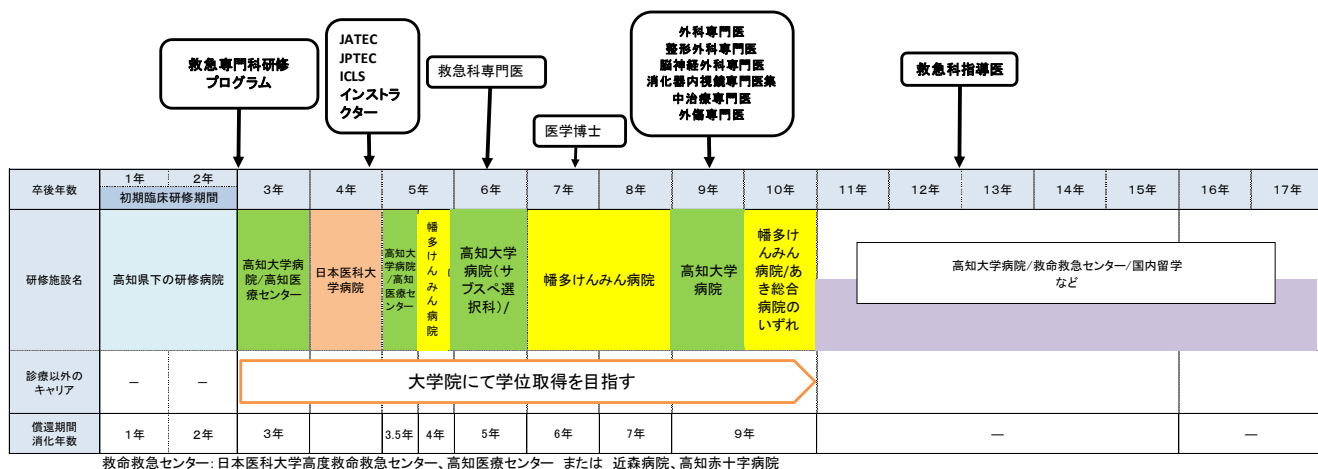 救急専門科研修
プログラム
JATEC
JPTEC
ICLS
インストラ
クター
救急科専門医
医学博士
外科専門医
整形外科専門医
脳神経外科専門医
消化器内視鏡専門医集
中治療専門医
外傷専門医
救急科指導医
卒後年数
1年
2年
初期臨床研修期間
3年
4年
5年
6年
7年
8年
9年
10年
11年
12年
13年
14年
15年
16年
17年
研修施設名
高知県下の研修病院
高知大学病
院/高知医
療センター
日本医科大
学病院
高知大
学病院
/高知
医療セ
ンター
幡多けんみん病院
高知大学
病院(サ
ブスペ選
択科)/
幡多けんみん病院
高知大学
病院
幡多け
んみん
病院/あ
き総合
病院の
いずれ
高知大学病院/救命救急センター/国内留学
など
診療以外の
キャリア
－
－
大学院にて学位取得を目指す
償還期間
消化年数
1年
2年
3年
3.5年
4年
5年
6年
7年
9年
－
－
救命救急センター：日本医科大学高度救命救急センター、高知医療センター または 近森病院、高知赤十字病院